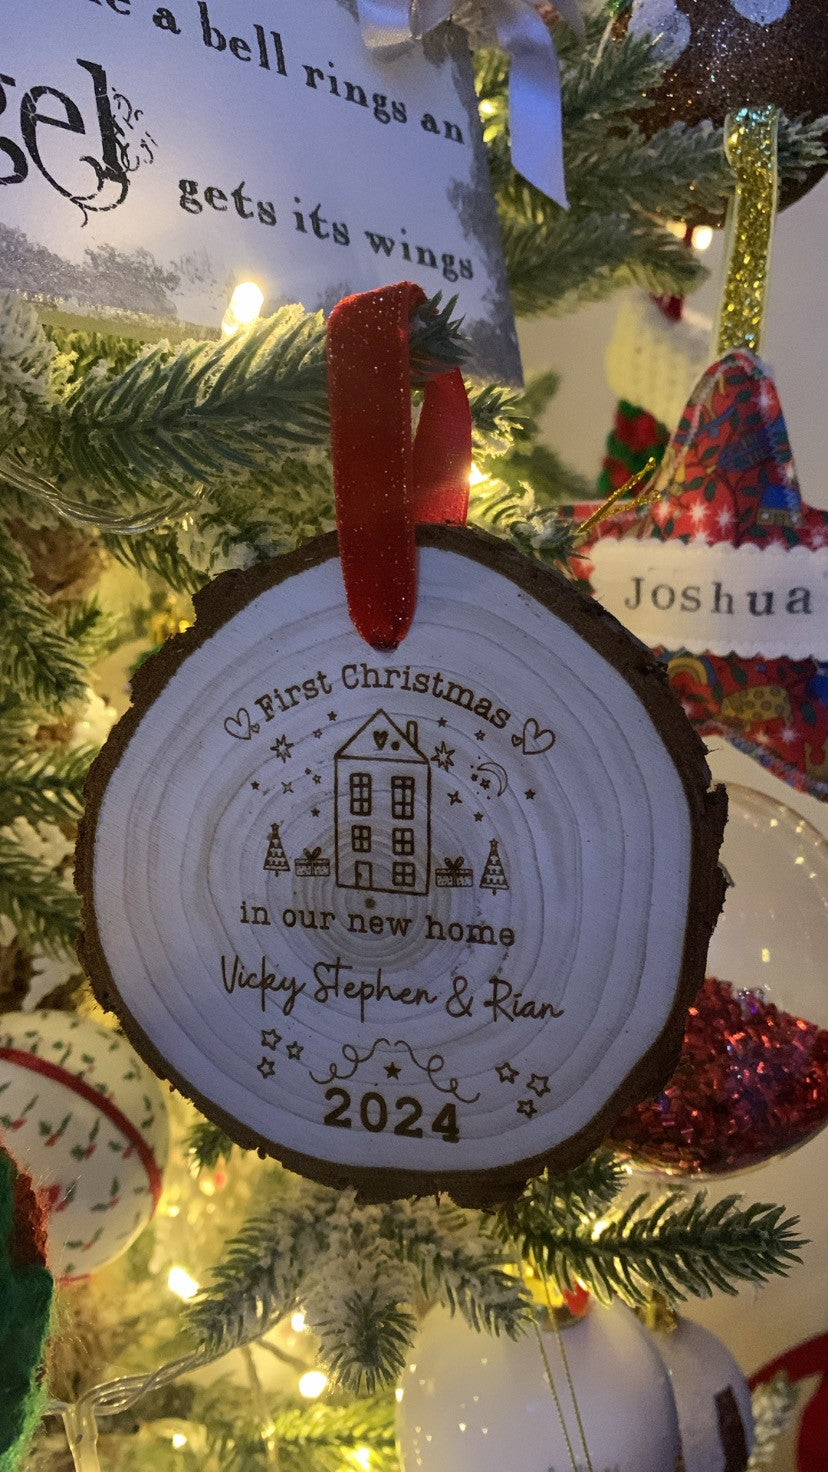 a bell rings an
gel
gets its wings
Joshua
First Christmas
in our new home
Vicky Stephen & Rian
2024